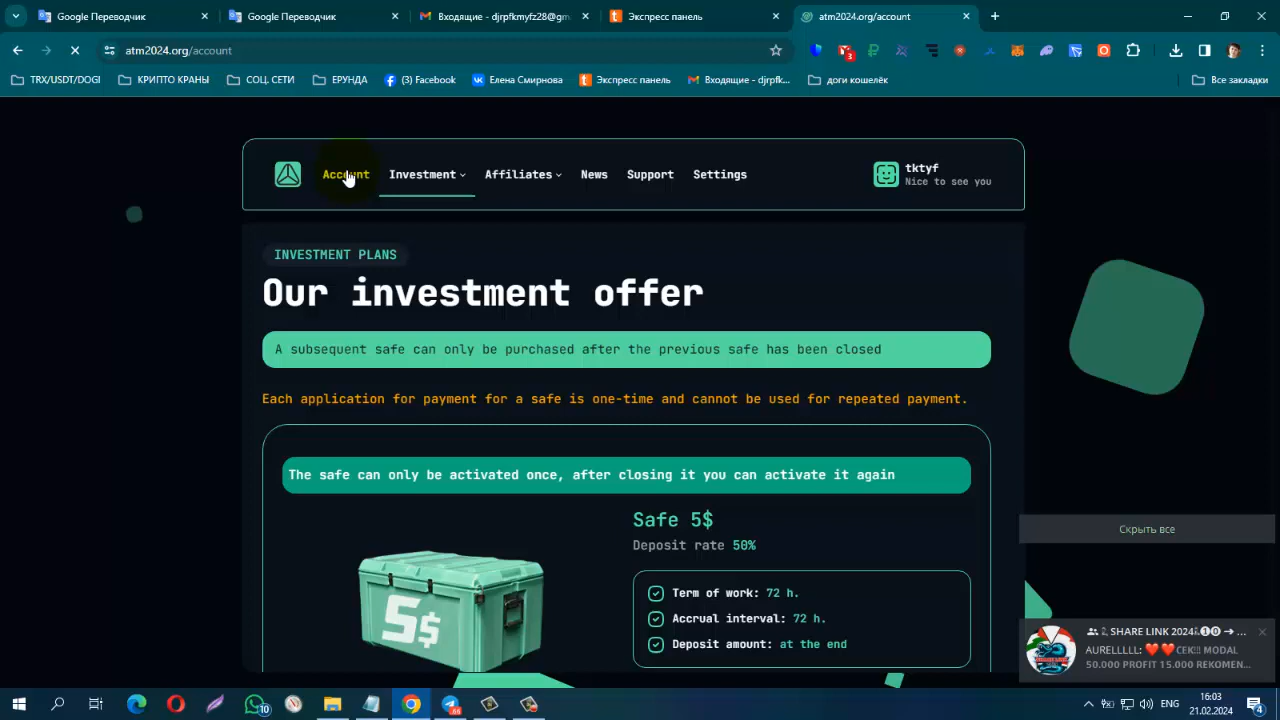 Google Переводчик
Google Переводчик
Входящие - djrpfkmyfz28@gm
Экспресс панель
atm2024.org/account
atm2024.org/account
3
TRX/USDT/DOGI
КРИПТО КРАНЫ
СОЦ. СЕТИ
ЕРУНДА
(3) Facebook
Елена Смирнова
Экспресс панель
Входящие - djrpfk...
доги кошелёк
Все закладки
Account
Investment
Affiliates
News
Support
Settings
tktyf
Nice to see you
INVESTMENT PLANS
Our investment offer
A subsequent safe can only be purchased after the previous safe has been closed
Each application for payment for a safe is one-time and cannot be used for repeated payment.
The safe can only be activated once, after closing it you can activate it again
Safe 5$
Deposit rate 50%
Term of work: 72 h.
Accrual interval: 72 h.
Deposit amount: at the end
5$
Скрыть все
SHARE LINK 2024
AURELLLLL: ❤️❤️CEK!! MODAL
50.000 PROFIT 15.000 REKOMEN...
10
ENG
16:03
21.02.2024
4